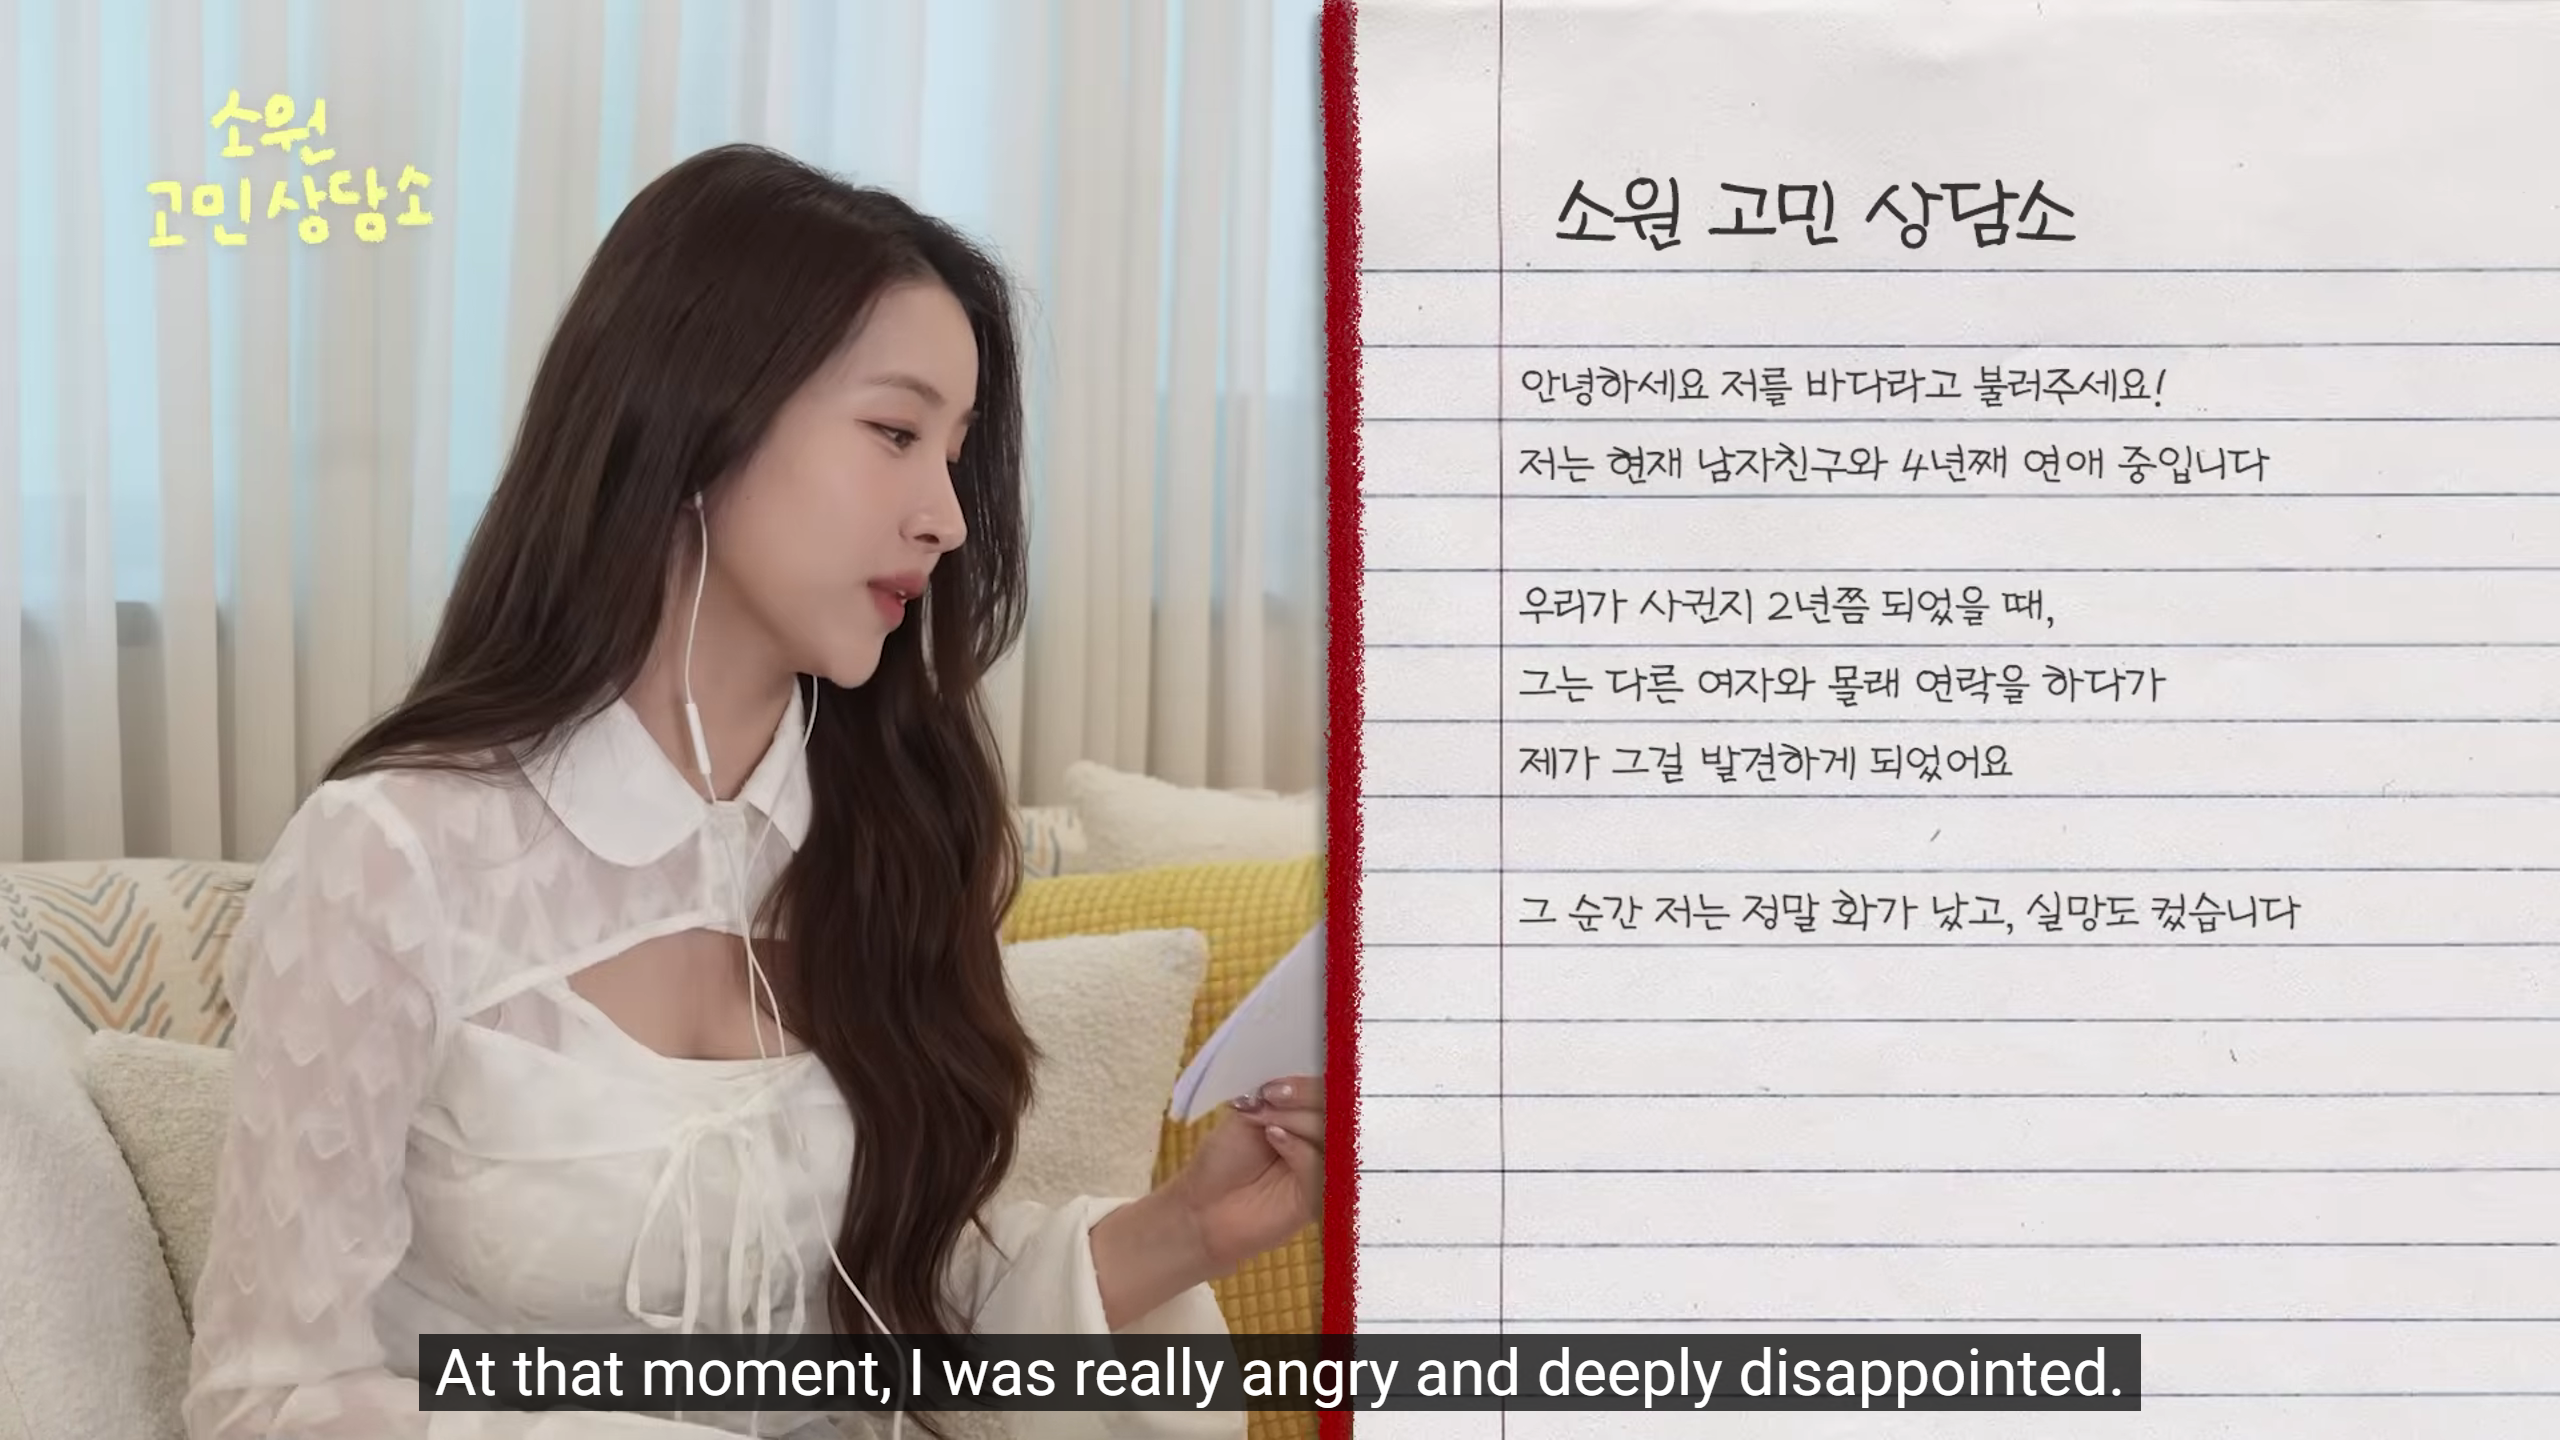 소원
고민 상담소
소원 고민 상담소
안녕하세요 저를 바다라고 불러주세요!
저는 현재 남자친구와 4년째 연애 중입니다
우리가 사귄지 2년쯤 되었을 때,
그는 다른 여자와 몰래 연락을 하다가
제가 그걸 발견하게 되었어요
그 순간 저는 정말 화가 났고, 실망도 컸습니다
At that moment, I was really angry and deeply disappointed.